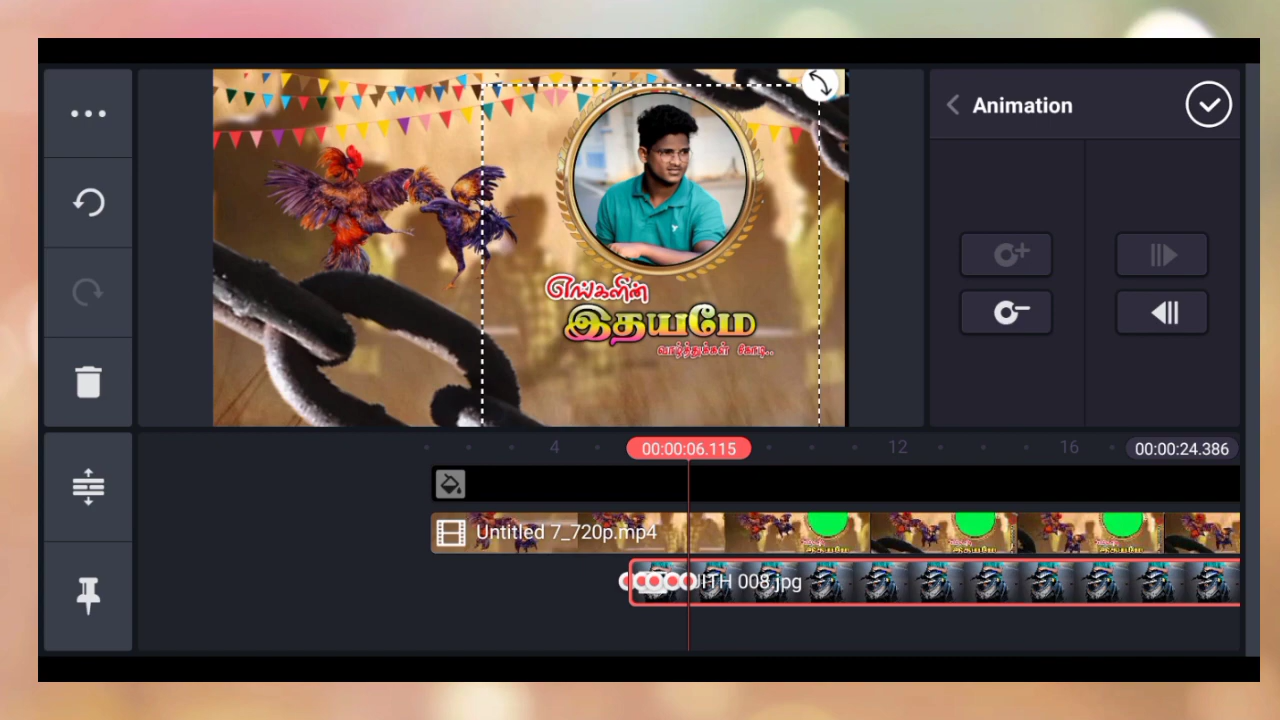 Animation
எங்களின்
இதயமே
வாழ்த்துக்கள் கோடி..
4
00:00:06.115
12
16
00:00:24.386
Untitled 7_720p.mp4
ITH 008.jpg